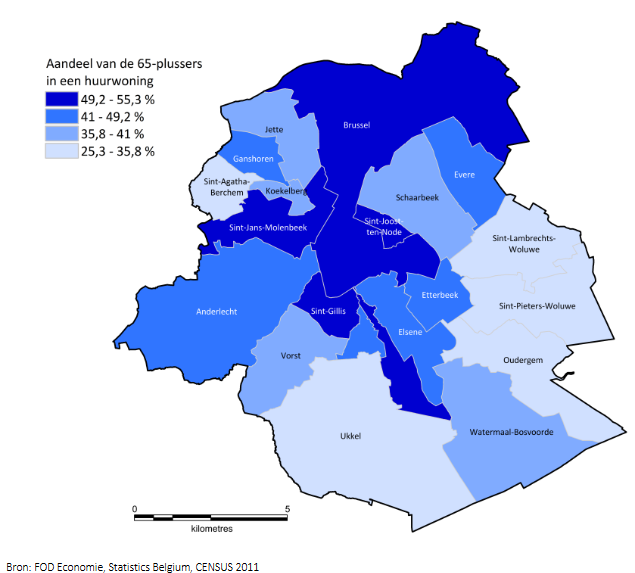 Aandeel van de 65-plussers
in een huurwoning
49,2 - 55,3 %
41 - 49,2 %
35,8 - 41 %
25,3 - 35,8 %
Brussel
Jette
Ganshoren
Evere
Sint-Agatha-
Berchem
Koekelberg
Schaarbeek
Sint-Jans-Molenbeek
Sint-Joost-
ten-Node
Sint-Lambrechts-
Woluwe
Anderlecht
Sint-Gillis
Etterbeek
Sint-Pieters-Woluwe
Elsene
Vorst
Oudergem
Ukkel
Watermaal-Bosvoorde
0 5
kilometres
Bron: FOD Economie, Statistics Belgium, CENSUS 2011